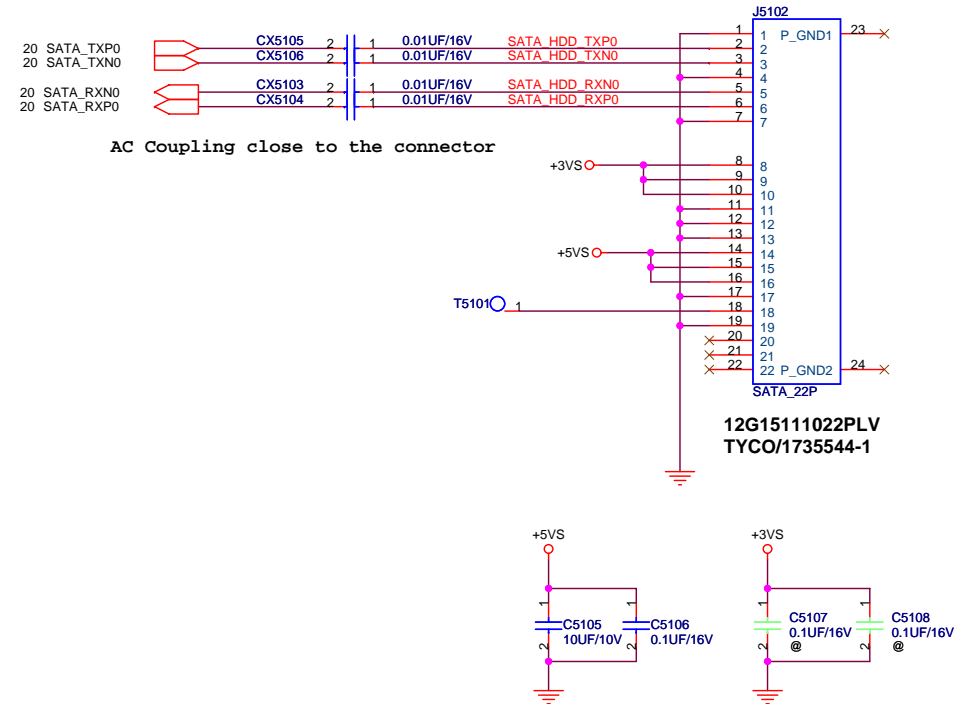 J5102
20 SATA_TXP0 CX5105 2 1 0.01UF/16V SATA_HDD_TXP0
20 SATA_TXN0 CX5106 2 1 0.01UF/16V SATA_HDD_TXN0
20 SATA_RXN0 CX5103 2 1 0.01UF/16V SATA_HDD_RXN0
20 SATA_RXP0 CX5104 2 1 0.01UF/16V SATA_HDD_RXP0
AC Coupling close to the connector
1 1 P_GND1 23
2 2
3 3
4 4
5 5
6 6
7 7
+3VS 8 8
9 9
10 10
11 11
12 12
13 13
+5VS 14 14
15 15
16 16
17 17
T5101 1 18 18
19 19
20 20
21 21
22 22 P_GND2 24
SATA_22P
12G15111022PLV
TYCO/1735544-1
+5VS
1 1
C5105 C5106
10UF/10V 0.1UF/16V
2 2
+3VS
1 1
C5107 C5108
0.1UF/16V 0.1UF/16V
@ @
2 2